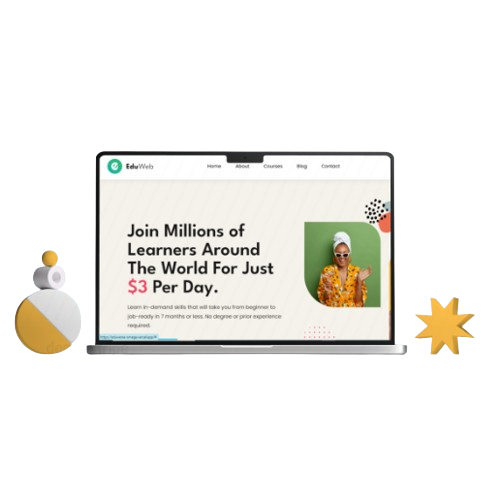 EduWeb
Home About Courses Blog Contact
Join Millions of
Learners Around
The World For Just
$3 Per Day.
Learn in-demand skills that will take you from beginner to
job-ready in 7 months or less. No degree or prior experience
required.